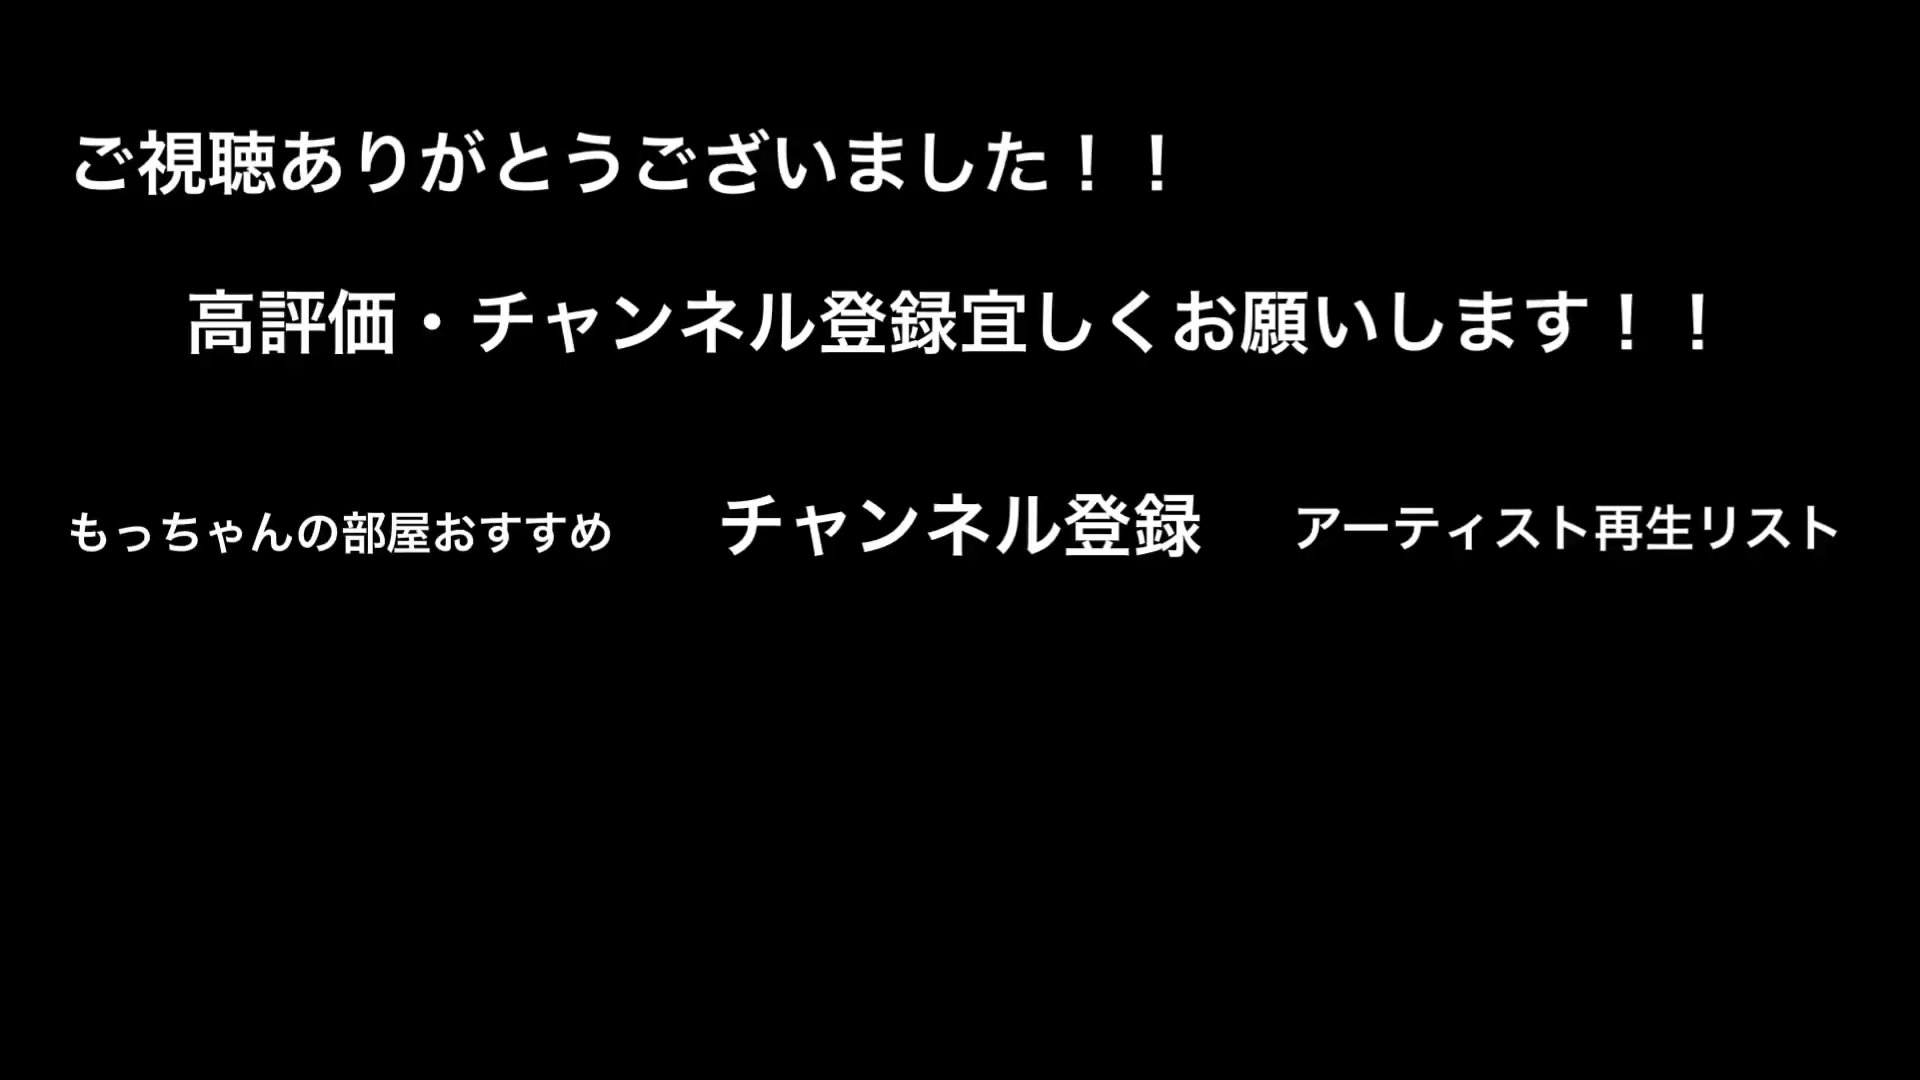 ご視聴ありがとうございました！！
高評価・チャンネル登録宜しくお願いします！！
もっちゃんの部屋おすすめ
チャンネル登録
アーティスト再生リスト